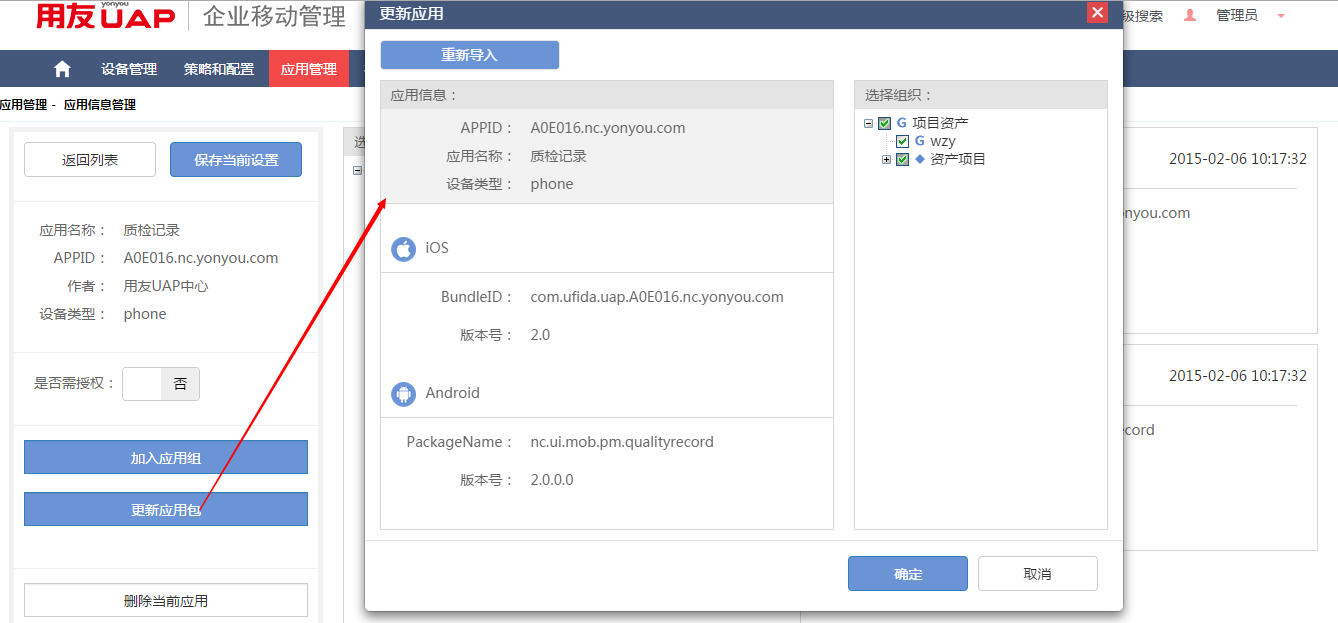 yonyou
用友UAP 企业移动管理
级搜索 管理员
设备管理 策略和配置 应用管理
应用管理 - 应用信息管理
返回列表 保存当前设置
应用名称： 质检记录
APPID： A0E016.nc.yonyou.com
作者： 用友UAP中心
设备类型： phone
是否需授权： 否
加入应用组
更新应用包
删除当前应用
更新应用
重新导入
应用信息：
APPID： A0E016.nc.yonyou.com
应用名称： 质检记录
设备类型： phone
iOS
BundleID： com.ufida.uap.A0E016.nc.yonyou.com
版本号： 2.0
Android
PackageName： nc.ui.mob.pm.qualityrecord
版本号： 2.0.0.0
选择组织：
G 项目资产
G wzy
资产项目
确定 取消
2015-02-06 10:17:32
nyou.com
2015-02-06 10:17:32
cord